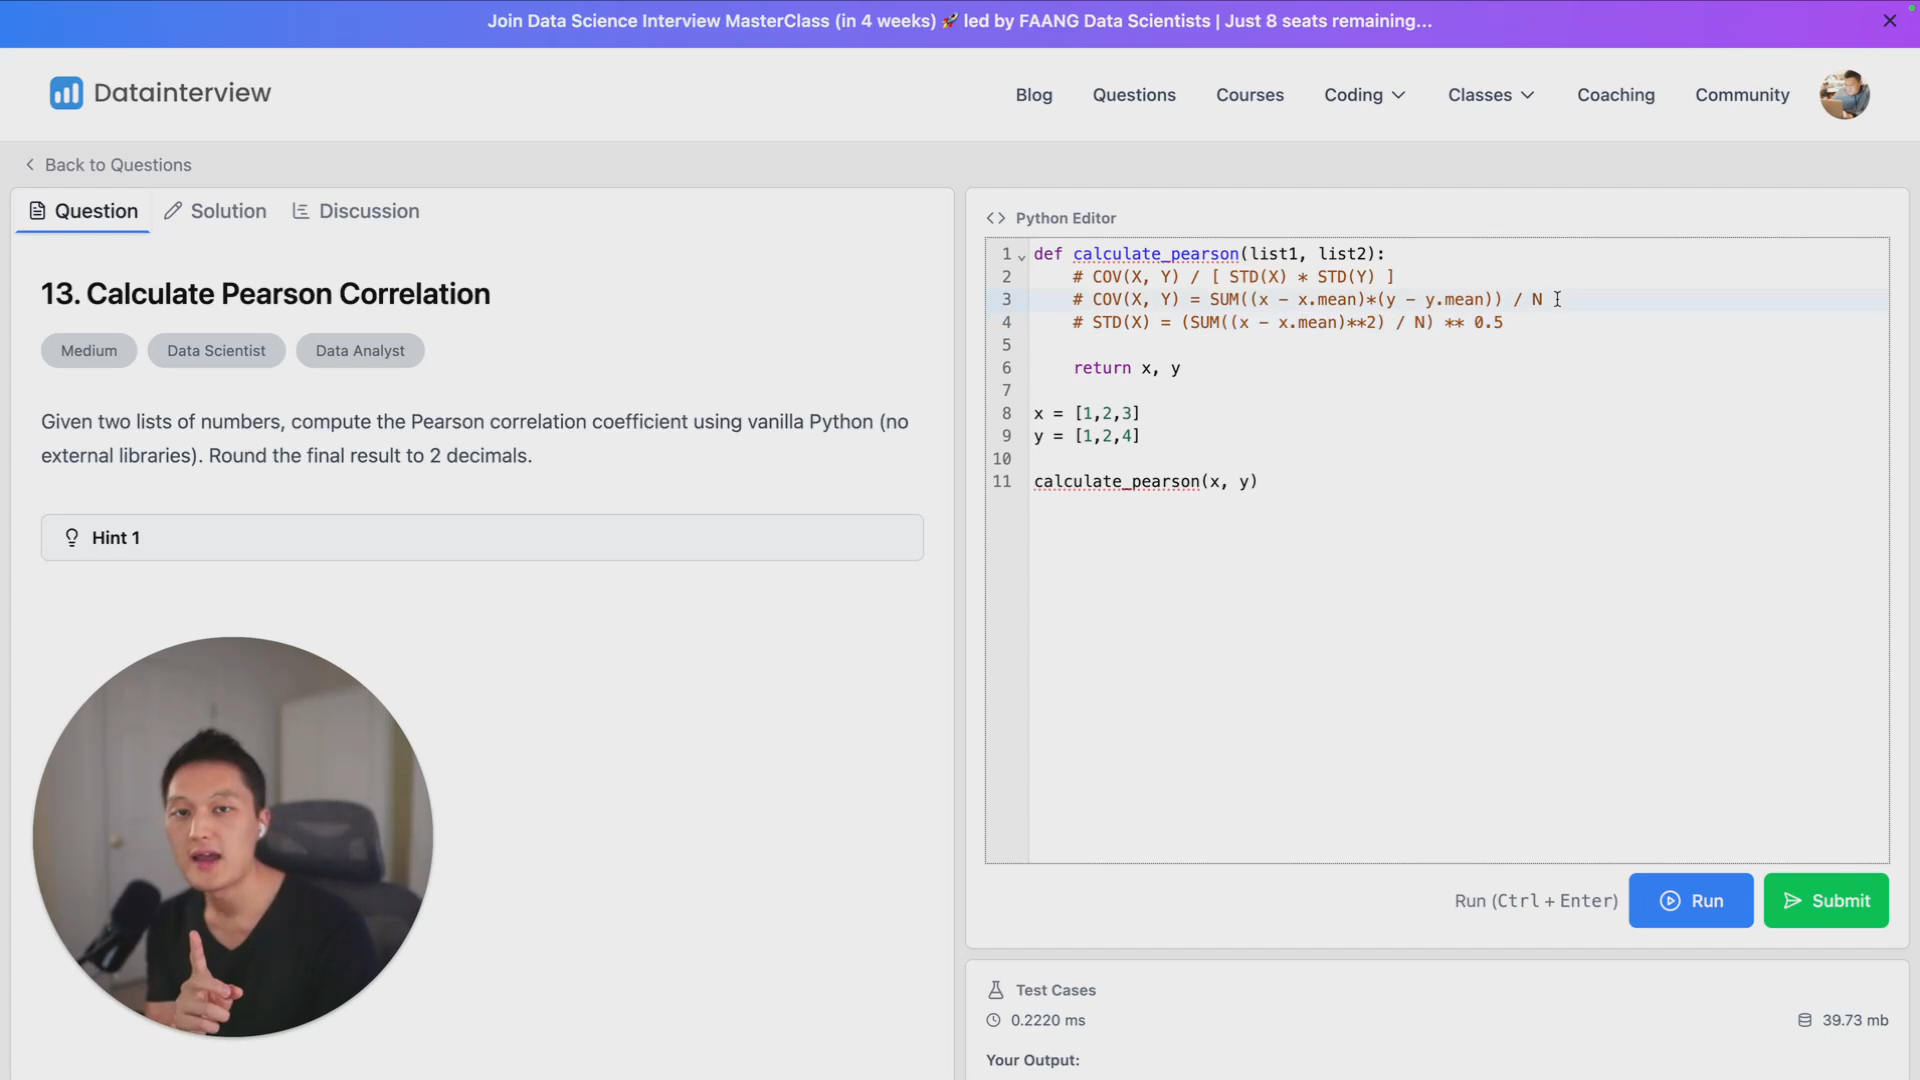 Join Data Science Interview MasterClass (in 4 weeks) 🚀 led by FAANG Data Scientists | Just 8 seats remaining...
Datainterview
Blog
Questions
Courses
Coding
Classes
Coaching
Community
Back to Questions
Question
Solution
Discussion
13. Calculate Pearson Correlation
Medium
Data Scientist
Data Analyst
Given two lists of numbers, compute the Pearson correlation coefficient using vanilla Python (no
external libraries). Round the final result to 2 decimals.
Hint 1
Python Editor
1 def calculate_pearson(list1, list2):
2 # COV(X, Y) / [ STD(X) * STD(Y) ]
3 # COV(X, Y) = SUM((x - x.mean)*(y - y.mean)) / N
4 # STD(X) = (SUM((x - x.mean)**2) / N) ** 0.5
5
6 return x, y
7
8 x = [1,2,3]
9 y = [1,2,4]
10
11 calculate_pearson(x, y)
Run (Ctrl + Enter)
Run
Submit
Test Cases
0.2220 ms
39.73 mb
Your Output: